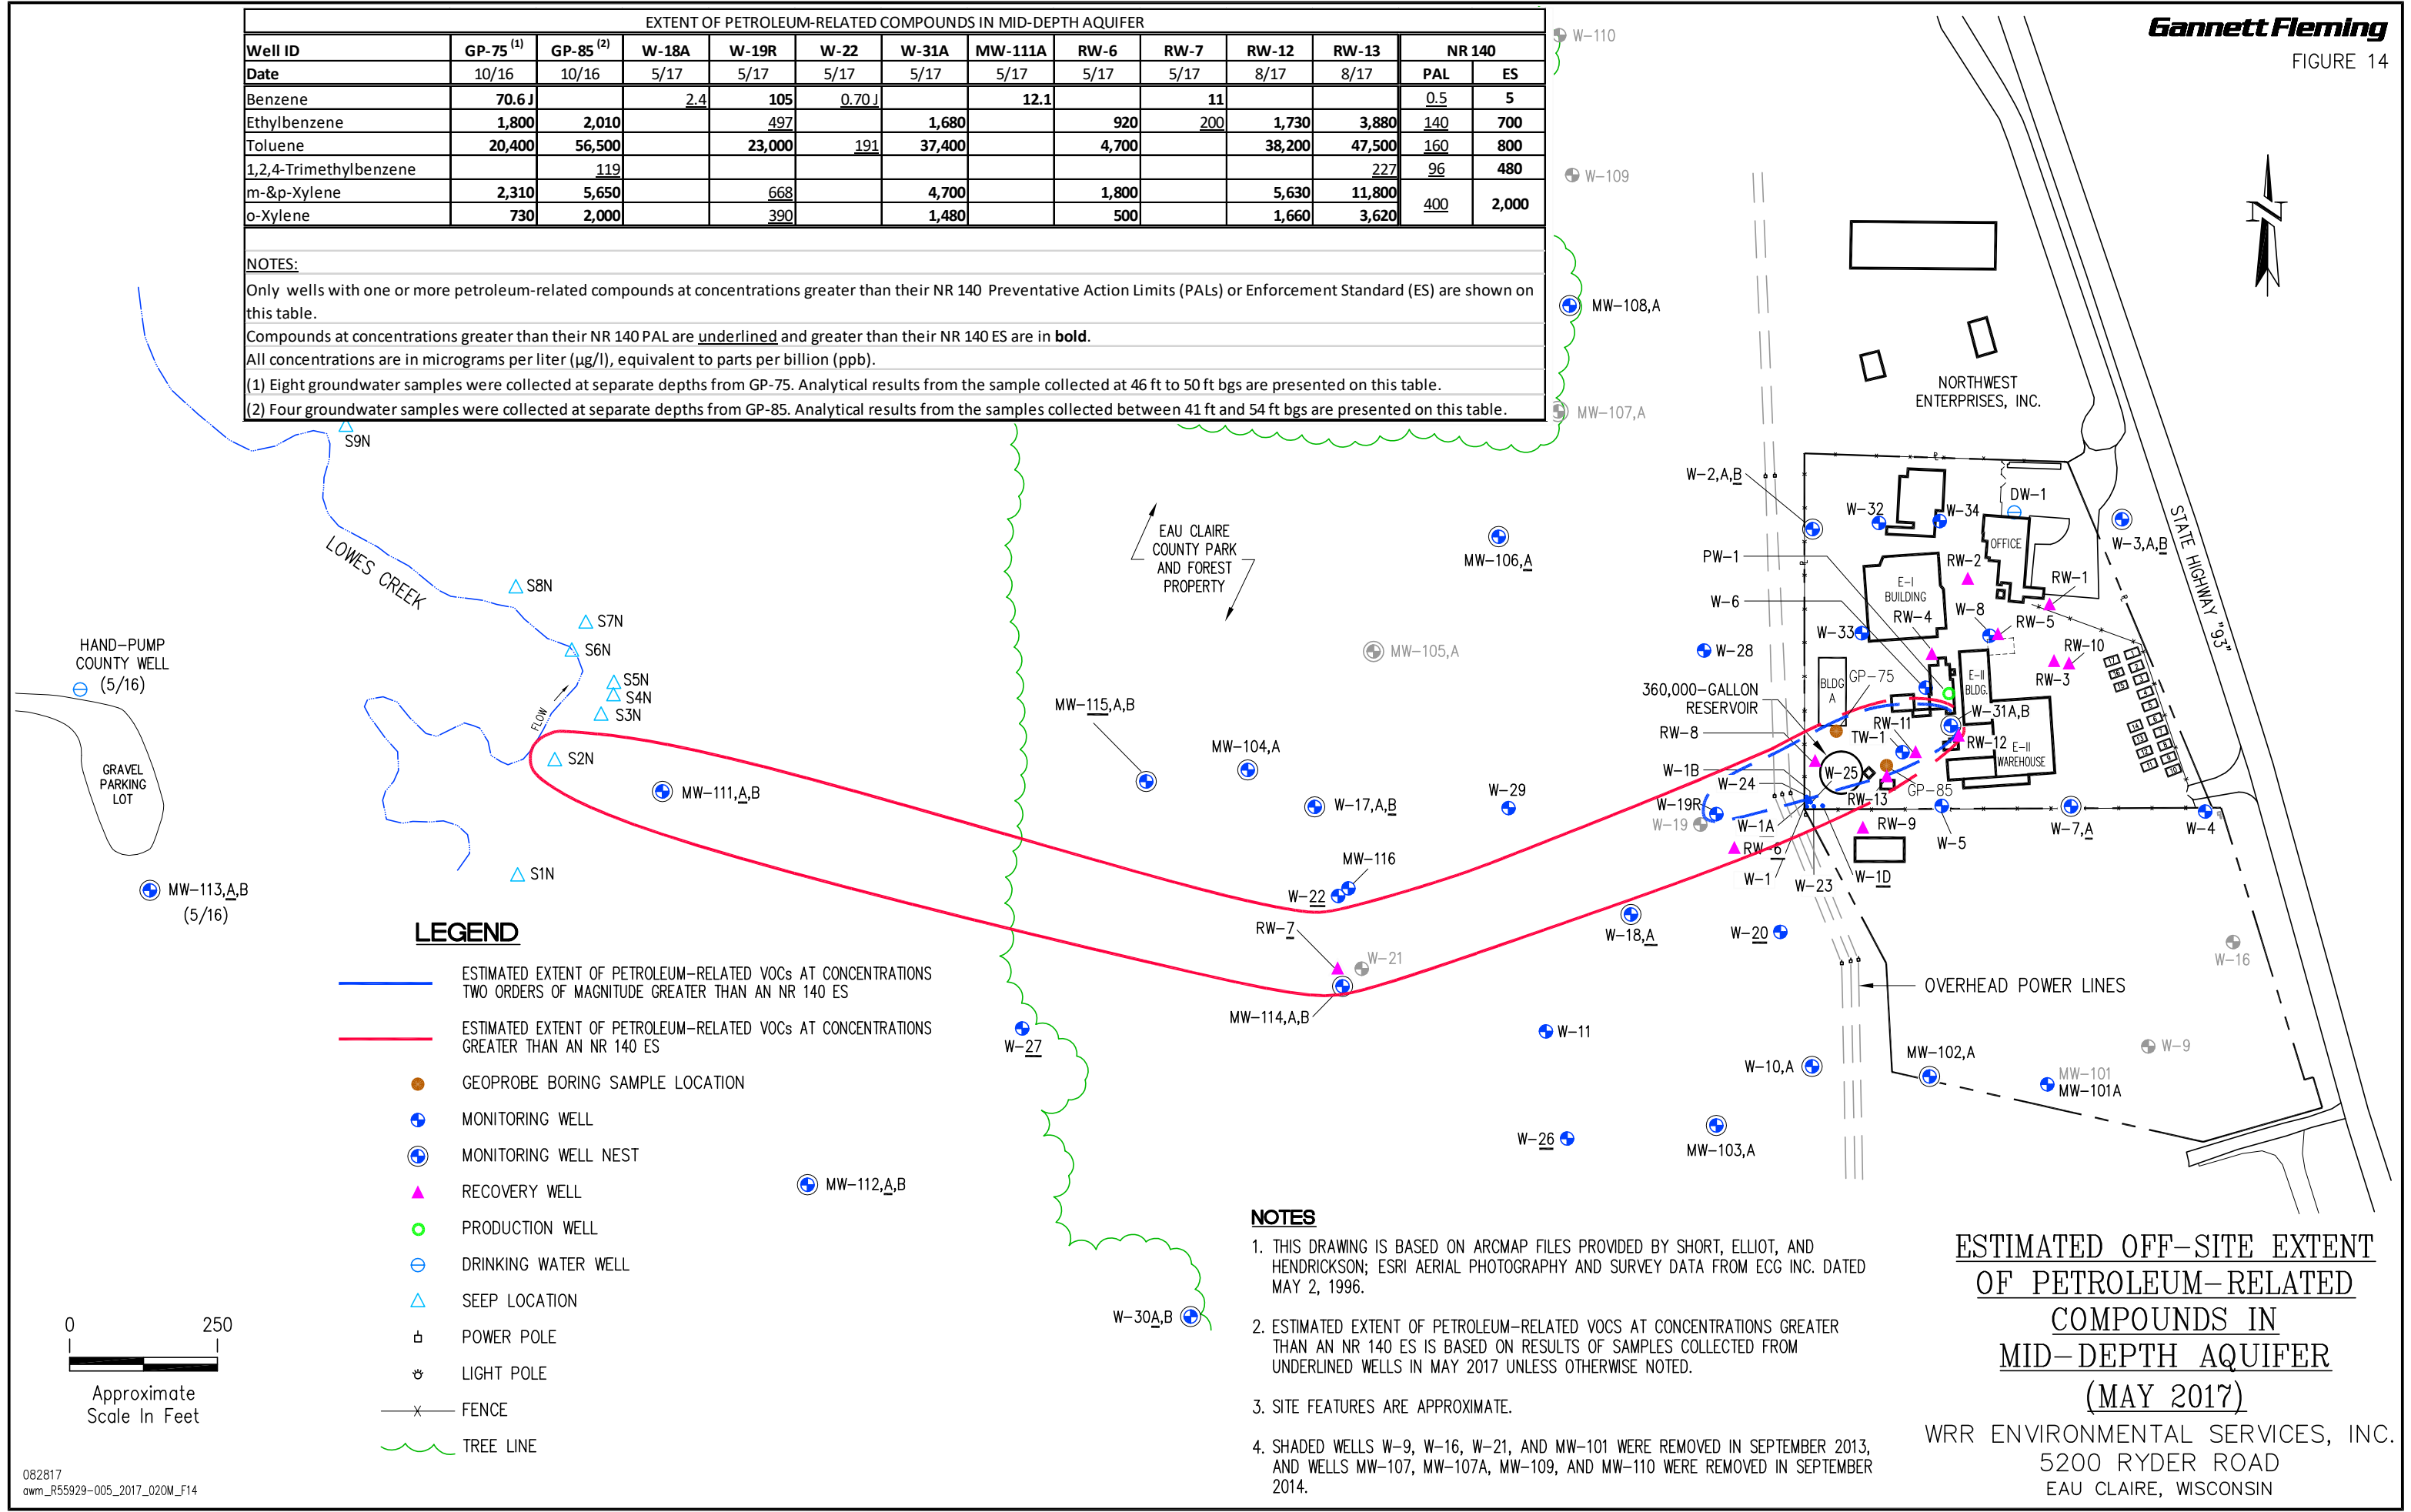 Gannett Fleming
FIGURE 14
EXTENT OF PETROLEUM-RELATED COMPOUNDS IN MID-DEPTH AQUIFER
Well ID GP-75 (1) GP-85 (2) W-18A W-19R W-22 W-31A MW-111A RW-6 RW-7 RW-12 RW-13 NR 140
Date 10/16 10/16 5/17 5/17 5/17 5/17 5/17 5/17 5/17 8/17 8/17 PAL ES
Benzene 70.6 J 2.4 105 0.70 J 12.1 11 0.5 5
Ethylbenzene 1,800 2,010 497 1,680 920 200 1,730 3,880 140 700
Toluene 20,400 56,500 23,000 191 37,400 4,700 38,200 47,500 160 800
1,2,4-Trimethylbenzene 119 227 96 480
m-&p-Xylene 2,310 5,650 668 4,700 1,800 5,630 11,800
400 2,000
o-Xylene 730 2,000 390 1,480 500 1,660 3,620
NOTES:
Only wells with one or more petroleum-related compounds at concentrations greater than their NR 140 Preventative Action Limits (PALs) or Enforcement Standard (ES) are shown on
this table.
Compounds at concentrations greater than their NR 140 PAL are underlined and greater than their NR 140 ES are in bold.
All concentrations are in micrograms per liter (µg/l), equivalent to parts per billion (ppb).
(1) Eight groundwater samples were collected at separate depths from GP-75. Analytical results from the sample collected at 46 ft to 50 ft bgs are presented on this table.
(2) Four groundwater samples were collected at separate depths from GP-85. Analytical results from the samples collected between 41 ft and 54 ft bgs are presented on this table.
W-110
W-109
MW-108,A
MW-107,A
N
NORTHWEST
ENTERPRISES, INC.
S9N
LOWES CREEK
S8N
S7N
S6N
S5N
S4N
S3N
FLOW
S2N
S1N
HAND-PUMP
COUNTY WELL
(5/16)
GRAVEL
PARKING
LOT
MW-113,A,B
(5/16)
MW-111,A,B
EAU CLAIRE
COUNTY PARK
AND FOREST
PROPERTY
MW-106,A
MW-105,A
MW-115,A,B
MW-104,A
W-17,A,B
W-29
MW-116
W-22
RW-7
W-21
MW-114,A,B
W-27
MW-112,A,B
W-30A,B
W-11
W-26
MW-103,A
W-10,A
W-18,A
W-20
MW-102,A
MW-101
MW-101A
W-9
W-16
OVERHEAD POWER LINES
STATE HIGHWAY "93"
W-2,A,B
W-32
W-34
DW-1
OFFICE
W-3,A,B
PW-1
RW-2
RW-1
E-I
BUILDING
W-6
RW-4
W-8
RW-5
W-33
RW-10
RW-3
W-28
BLDG
A
GP-75
E-II
BLDG.
360,000-GALLON
RESERVOIR
W-31A,B
RW-11
RW-8
TW-1
RW-12
E-II
WAREHOUSE
W-1B
W-25
W-24
GP-85
RW-13
W-19R
W-19
W-1A
RW-9
RW-6
W-5
W-7,A
W-4
W-1
W-23
W-1D
LEGEND
ESTIMATED EXTENT OF PETROLEUM-RELATED VOCs AT CONCENTRATIONS
TWO ORDERS OF MAGNITUDE GREATER THAN AN NR 140 ES
ESTIMATED EXTENT OF PETROLEUM-RELATED VOCs AT CONCENTRATIONS
GREATER THAN AN NR 140 ES
GEOPROBE BORING SAMPLE LOCATION
MONITORING WELL
MONITORING WELL NEST
RECOVERY WELL
PRODUCTION WELL
DRINKING WATER WELL
SEEP LOCATION
POWER POLE
LIGHT POLE
FENCE
TREE LINE
0 250
Approximate
Scale In Feet
082817
awm_R55929-005_2017_020M_F14
NOTES
1. THIS DRAWING IS BASED ON ARCMAP FILES PROVIDED BY SHORT, ELLIOT, AND
HENDRICKSON; ESRI AERIAL PHOTOGRAPHY AND SURVEY DATA FROM ECG INC. DATED
MAY 2, 1996.
2. ESTIMATED EXTENT OF PETROLEUM-RELATED VOCS AT CONCENTRATIONS GREATER
THAN AN NR 140 ES IS BASED ON RESULTS OF SAMPLES COLLECTED FROM
UNDERLINED WELLS IN MAY 2017 UNLESS OTHERWISE NOTED.
3. SITE FEATURES ARE APPROXIMATE.
4. SHADED WELLS W-9, W-16, W-21, AND MW-101 WERE REMOVED IN SEPTEMBER 2013,
AND WELLS MW-107, MW-107A, MW-109, AND MW-110 WERE REMOVED IN SEPTEMBER
2014.
ESTIMATED OFF-SITE EXTENT
OF PETROLEUM-RELATED
COMPOUNDS IN
MID-DEPTH AQUIFER
(MAY 2017)
WRR ENVIRONMENTAL SERVICES, INC.
5200 RYDER ROAD
EAU CLAIRE, WISCONSIN